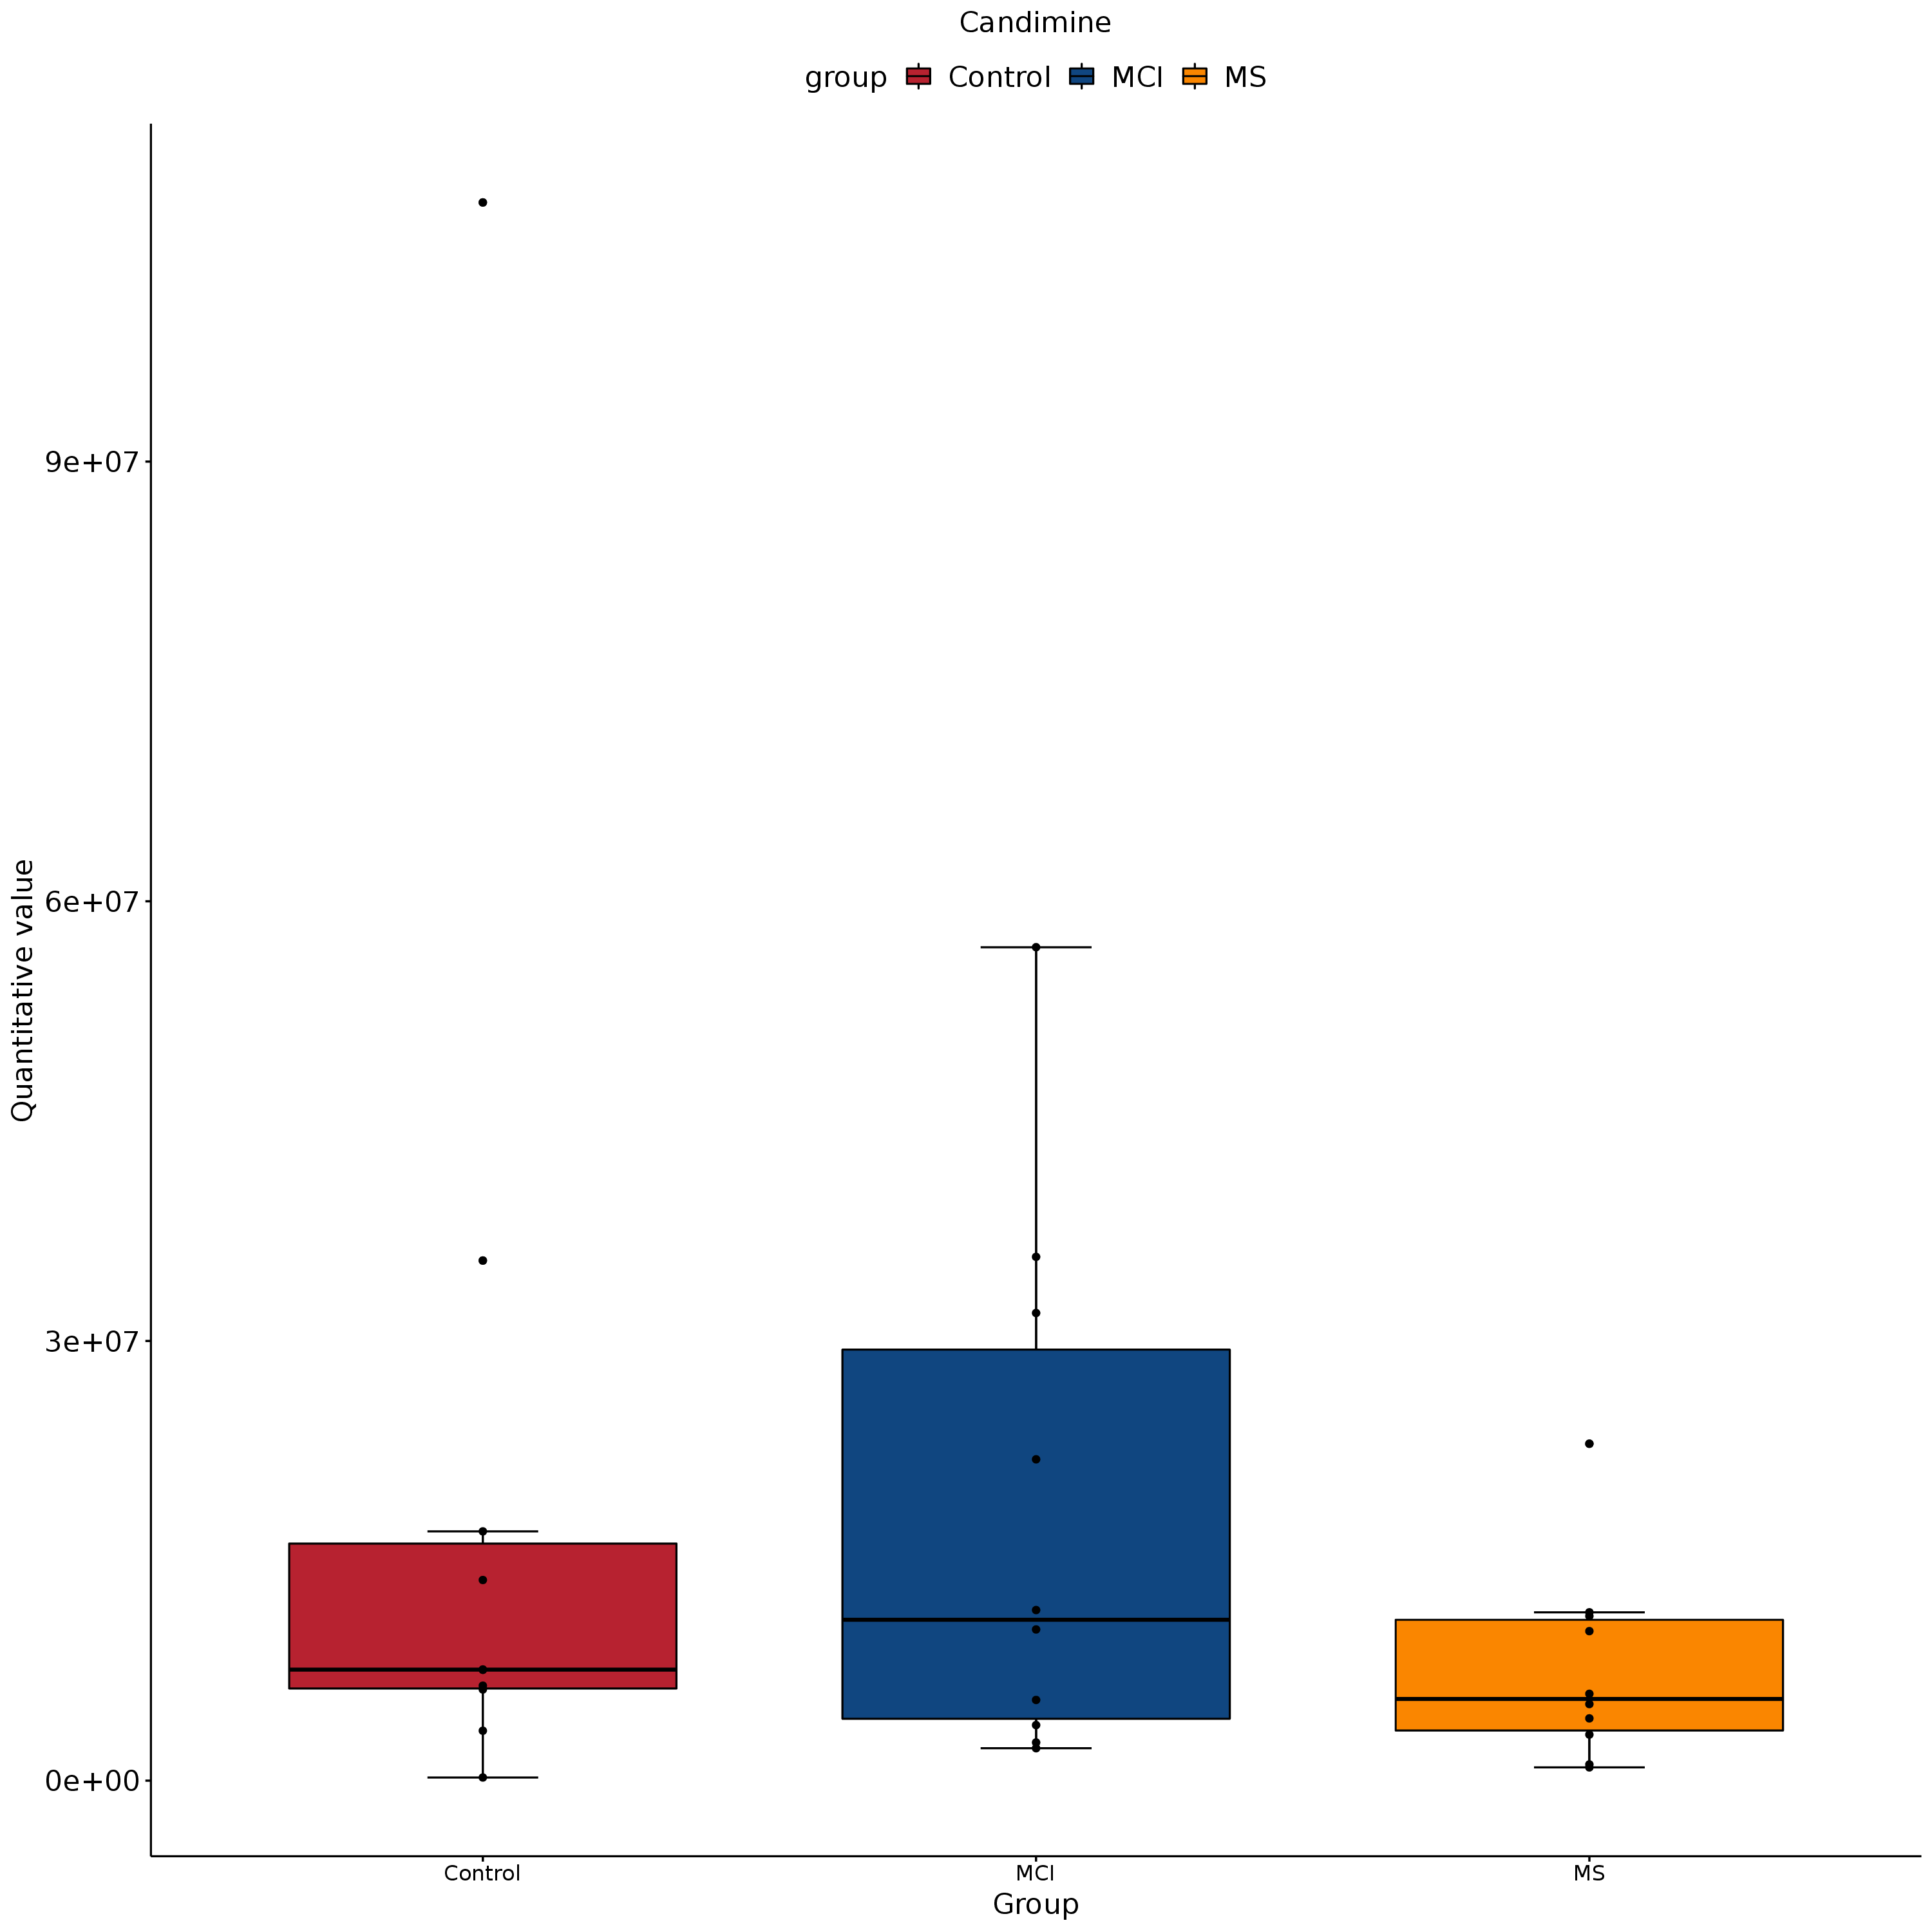 Candimine
group Control MCI MS
Quantitative value
9e+07
6e+07
3e+07
0e+00
Control MCI MS
Group